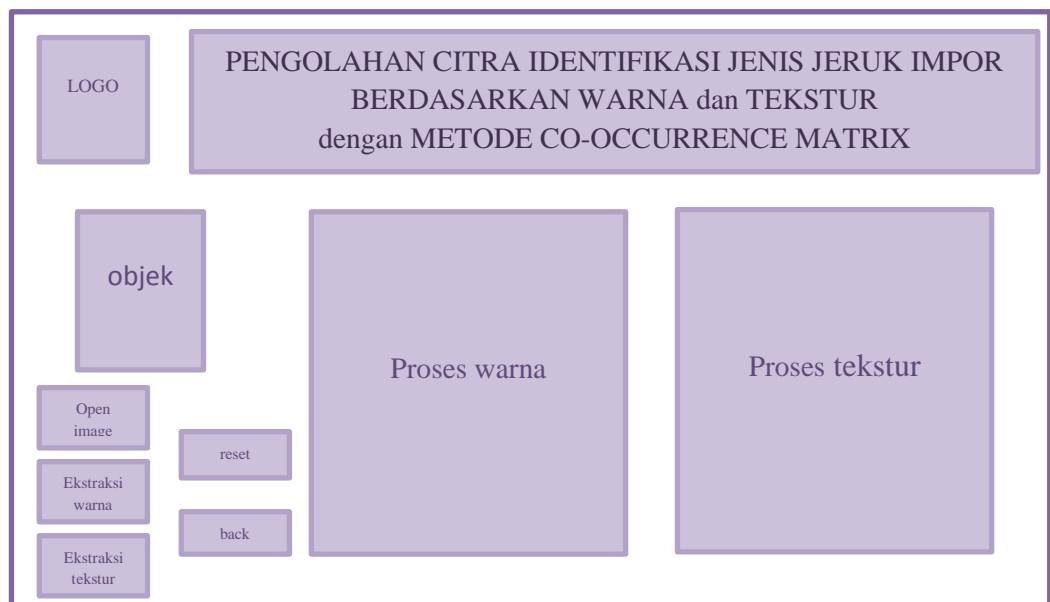 LOGO
PENGOLAHAN CITRA IDENTIFIKASI JENIS JERUK IMPOR
BERDASARKAN WARNA dan TEKSTUR
dengan METODE CO-OCCURRENCE MATRIX
objek
Proses warna
Proses tekstur
Open
image
reset
Ekstraksi
warna
back
Ekstraksi
tekstur